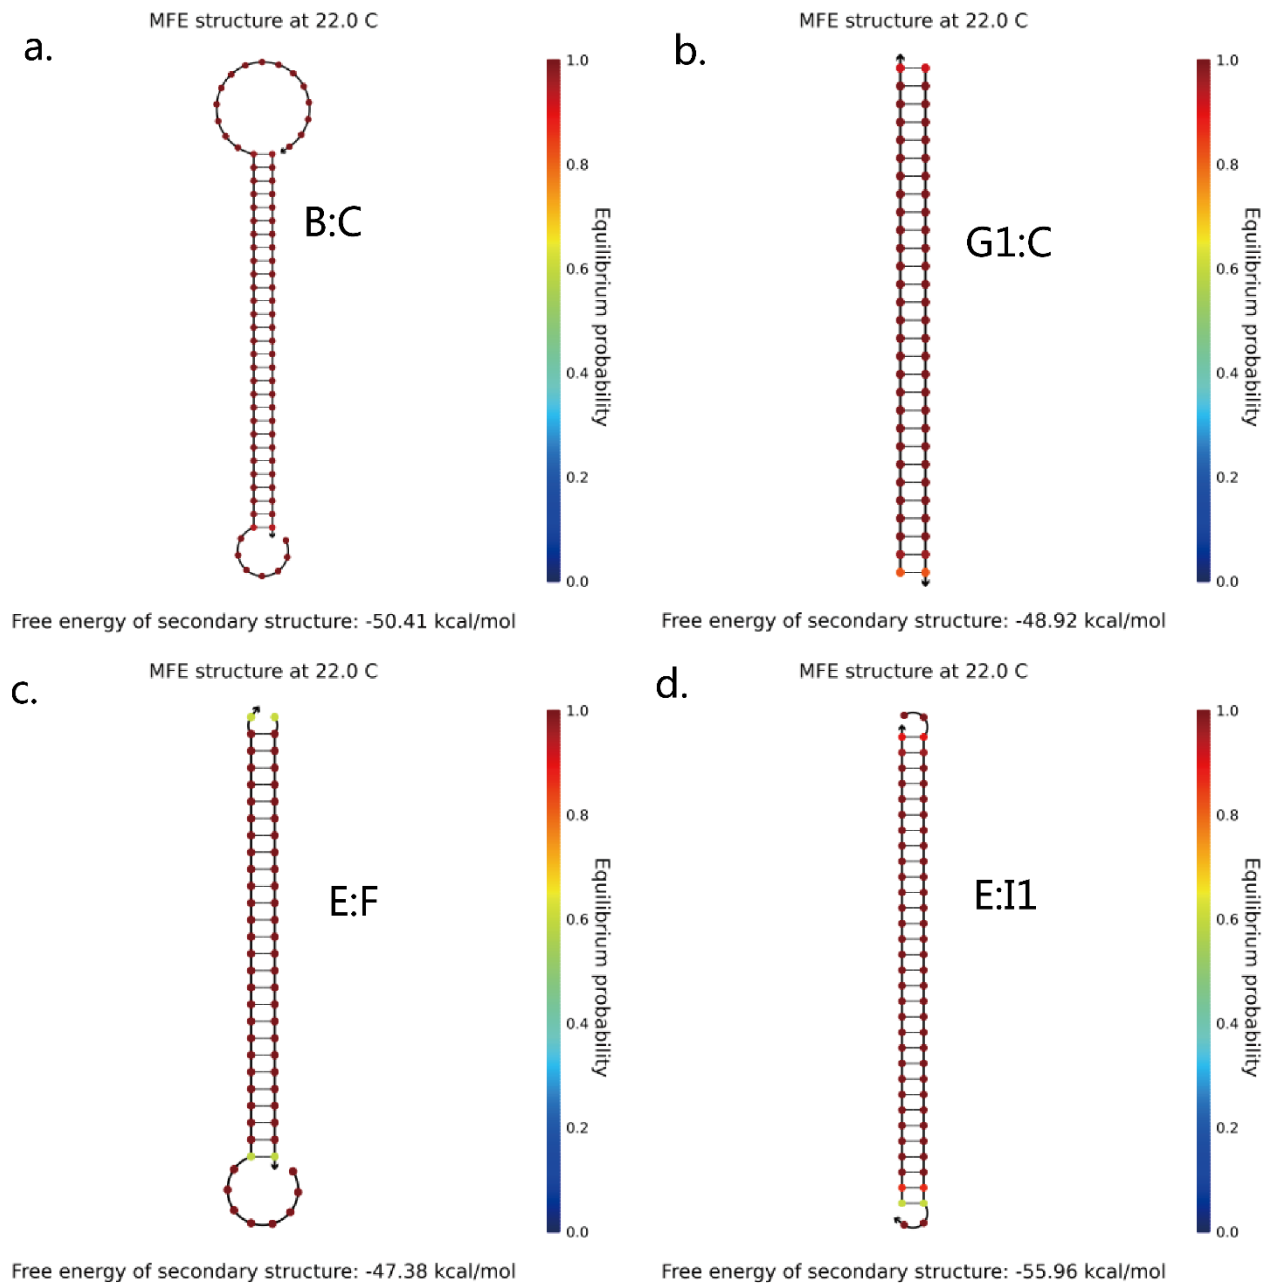 MFE structure at 22.0 C
a.
B:C
1.0
0.8
0.6
0.4
0.2
0.0
Equilibrium probability
Free energy of secondary structure: -50.41 kcal/mol
MFE structure at 22.0 C
b.
G1:C
1.0
0.8
0.6
0.4
0.2
0.0
Equilibrium probability
Free energy of secondary structure: -48.92 kcal/mol
MFE structure at 22.0 C
c.
E:F
1.0
0.8
0.6
0.4
0.2
0.0
Equilibrium probability
Free energy of secondary structure: -47.38 kcal/mol
MFE structure at 22.0 C
d.
E:I1
1.0
0.8
0.6
0.4
0.2
0.0
Equilibrium probability
Free energy of secondary structure: -55.96 kcal/mol